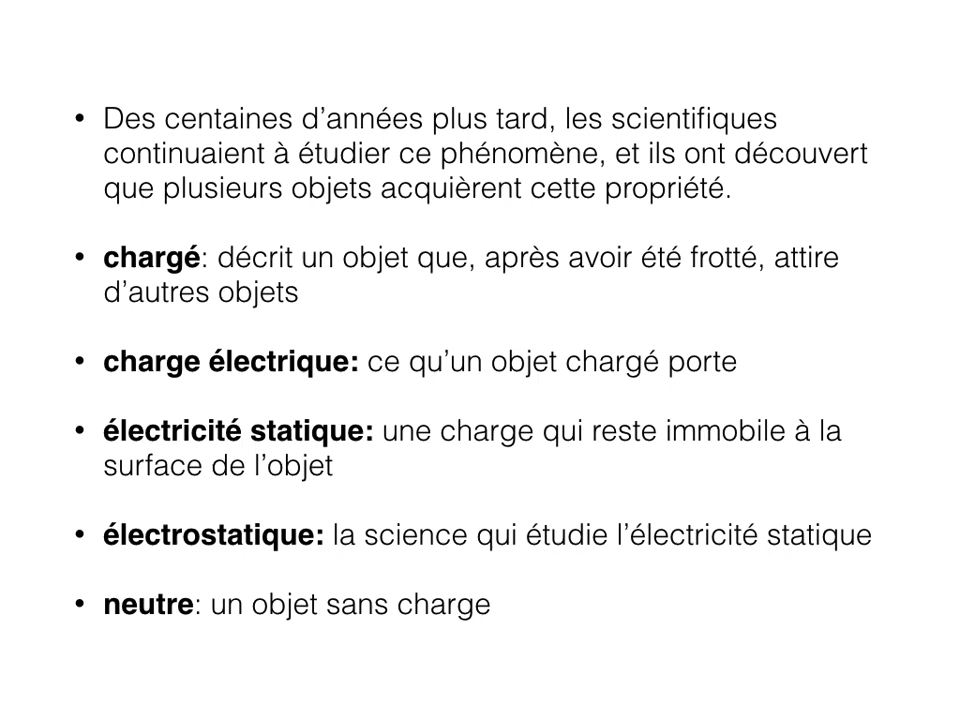 • Des centaines d’années plus tard, les scientifiques
continuaient à étudier ce phénomène, et ils ont découvert
que plusieurs objets acquièrent cette propriété.
• chargé: décrit un objet que, après avoir été frotté, attire
d’autres objets
• charge électrique: ce qu’un objet chargé porte
• électricité statique: une charge qui reste immobile à la
surface de l’objet
• électrostatique: la science qui étudie l’électricité statique
• neutre: un objet sans charge